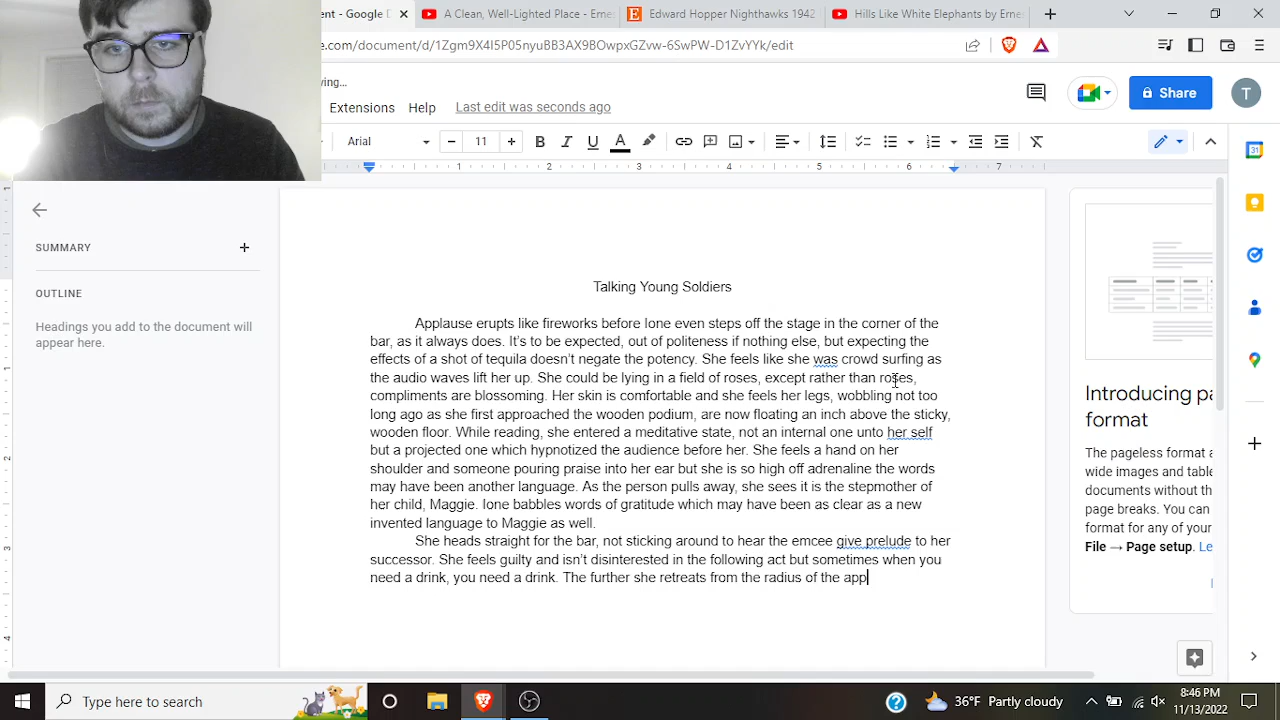 ent - Google
A Clean, Well-Lighted Place - Ernes
Edward Hopper Nighthawks 1942
Hills Like White Elephants by Ernes
e.com/document/d/1Zgm9X4I5P05nyuBB3AX9BOwpxGZvw-6SwPW-D1ZvYYk/edit
ving...
Extensions Help Last edit was seconds ago
Share
T
Arial 11
1 2 3 4 5 6 7
SUMMARY
OUTLINE
Headings you add to the document will
appear here.
Talking Young Soldiers
Applause erupts like fireworks before Ione even steps off the stage in the corner of the
bar, as it always does. It's to be expected, out of politeness if nothing else, but expecting the
effects of a shot of tequila doesn't negate the potency. She feels like she was crowd surfing as
the audio waves lift her up. She could be lying in a field of roses, except rather than roses,
compliments are blossoming. Her skin is comfortable and she feels her legs, wobbling not too
long ago as she first approached the wooden podium, are now floating an inch above the sticky,
wooden floor. While reading, she entered a meditative state, not an internal one unto her self
but a projected one which hypnotized the audience before her. She feels a hand on her
shoulder and someone pouring praise into her ear but she is so high off adrenaline the words
may have been another language. As the person pulls away, she sees it is the stepmother of
her child, Maggie. Ione babbles words of gratitude which may have been as clear as a new
invented language to Maggie as well.
She heads straight for the bar, not sticking around to hear the emcee give prelude to her
successor. She feels guilty and isn't disinterested in the following act but sometimes when you
need a drink, you need a drink. The further she retreats from the radius of the app
Introducing pa
format
The pageless format a
wide images and table
documents without th
page breaks. You can
format for any of your
File → Page setup. Le
1
2
3
4
31
Type here to search
36°F Partly cloudy
8:46 PM
11/13/2022